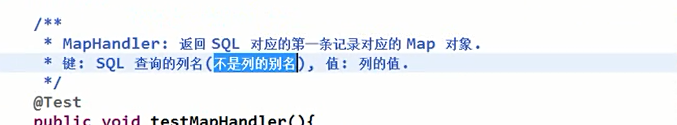 /**
* MapHandler: 返回 SQL 对应的第一条记录对应的 Map 对象.
* 键: SQL 查询的列名(不是列的别名), 值: 列的值.
*/
@Test
public void testMapHandler(){